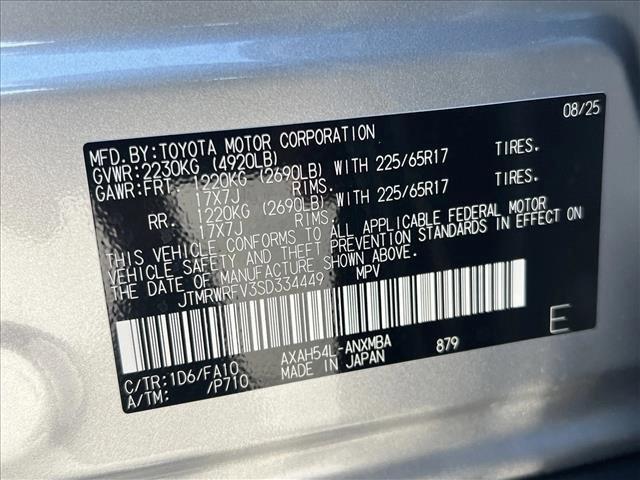 08/25
MFD.BY:TOYOTA MOTOR CORPORATION
GVWR:2230KG (4920LB)
GAWR:FRT 1220KG (2690LB) WITH 225/65R17 TIRES.
17X7J RIMS.
RR. 1220KG (2690LB) WITH 225/65R17 TIRES.
17X7J RIMS.
THIS VEHICLE CONFORMS TO ALL APPLICABLE FEDERAL MOTOR
VEHICLE SAFETY AND THEFT PREVENTION STANDARDS IN EFFECT ON
THE DATE OF MANUFACTURE SHOWN ABOVE.
JTMRWRFV3SD334449 MPV
E
C/TR:1D6/FA10 AXAH54L-ANXMBA 879
A/TM: /P710 MADE IN JAPAN